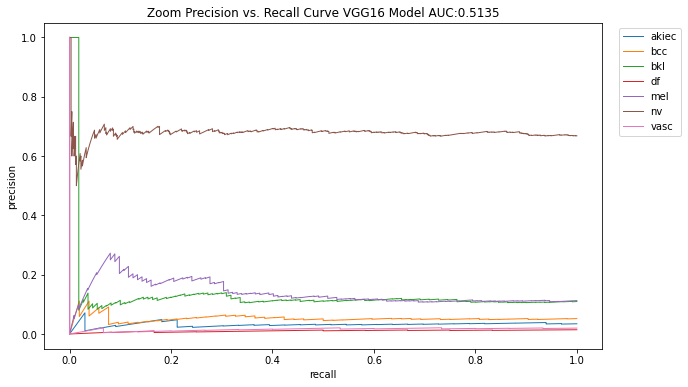 Zoom Precision vs. Recall Curve VGG16 Model AUC:0.5135
precision
1.0
0.8
0.6
0.4
0.2
0.0
0.0 0.2 0.4 0.6 0.8 1.0
recall
akiec
bcc
bkl
df
mel
nv
vasc